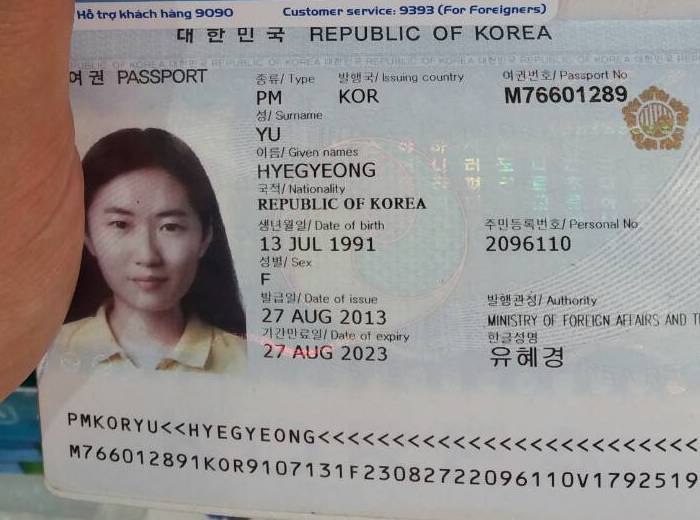 Hỗ trợ khách hàng 9090 Customer service: 9393 (For Foreigners)
대한민국 REPUBLIC OF KOREA
여권 PASSPORT
종류/ Type 발행국/ Issuing country 여권번호/ Passport No
PM KOR M76601289
성/ Surname
YU
이름/ Given names
HYEGYEONG
국적/ Nationality
REPUBLIC OF KOREA
생년월일/ Date of birth 주민등록번호/ Personal No
13 JUL 1991 2096110
성별/ Sex
F
발급일/ Date of issue 발행관청/ Authority
27 AUG 2013 MINISTRY OF FOREIGN AFFAIRS AND
기간만료일/ Date of expiry 한글성명
27 AUG 2023 유혜경
PMKORYU<<HYEGYEONG<<<<<<<<<<<<<<<<<<<<<<<<<
M766012891KOR9107131F23082722096110V1792519